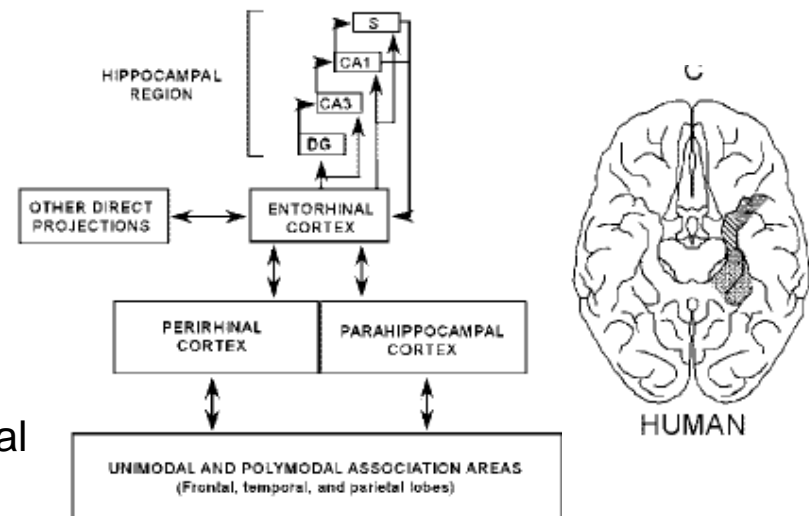 S
CA1
HIPPOCAMPAL
REGION
CA3
DG
OTHER DIRECT
PROJECTIONS
ENTORHINAL
CORTEX
PERIRHINAL
CORTEX
PARAHIPPOCAMPAL
CORTEX
al
UNIMODAL AND POLYMODAL ASSOCIATION AREAS
(Frontal, temporal, and parietal lobes)
C
HUMAN